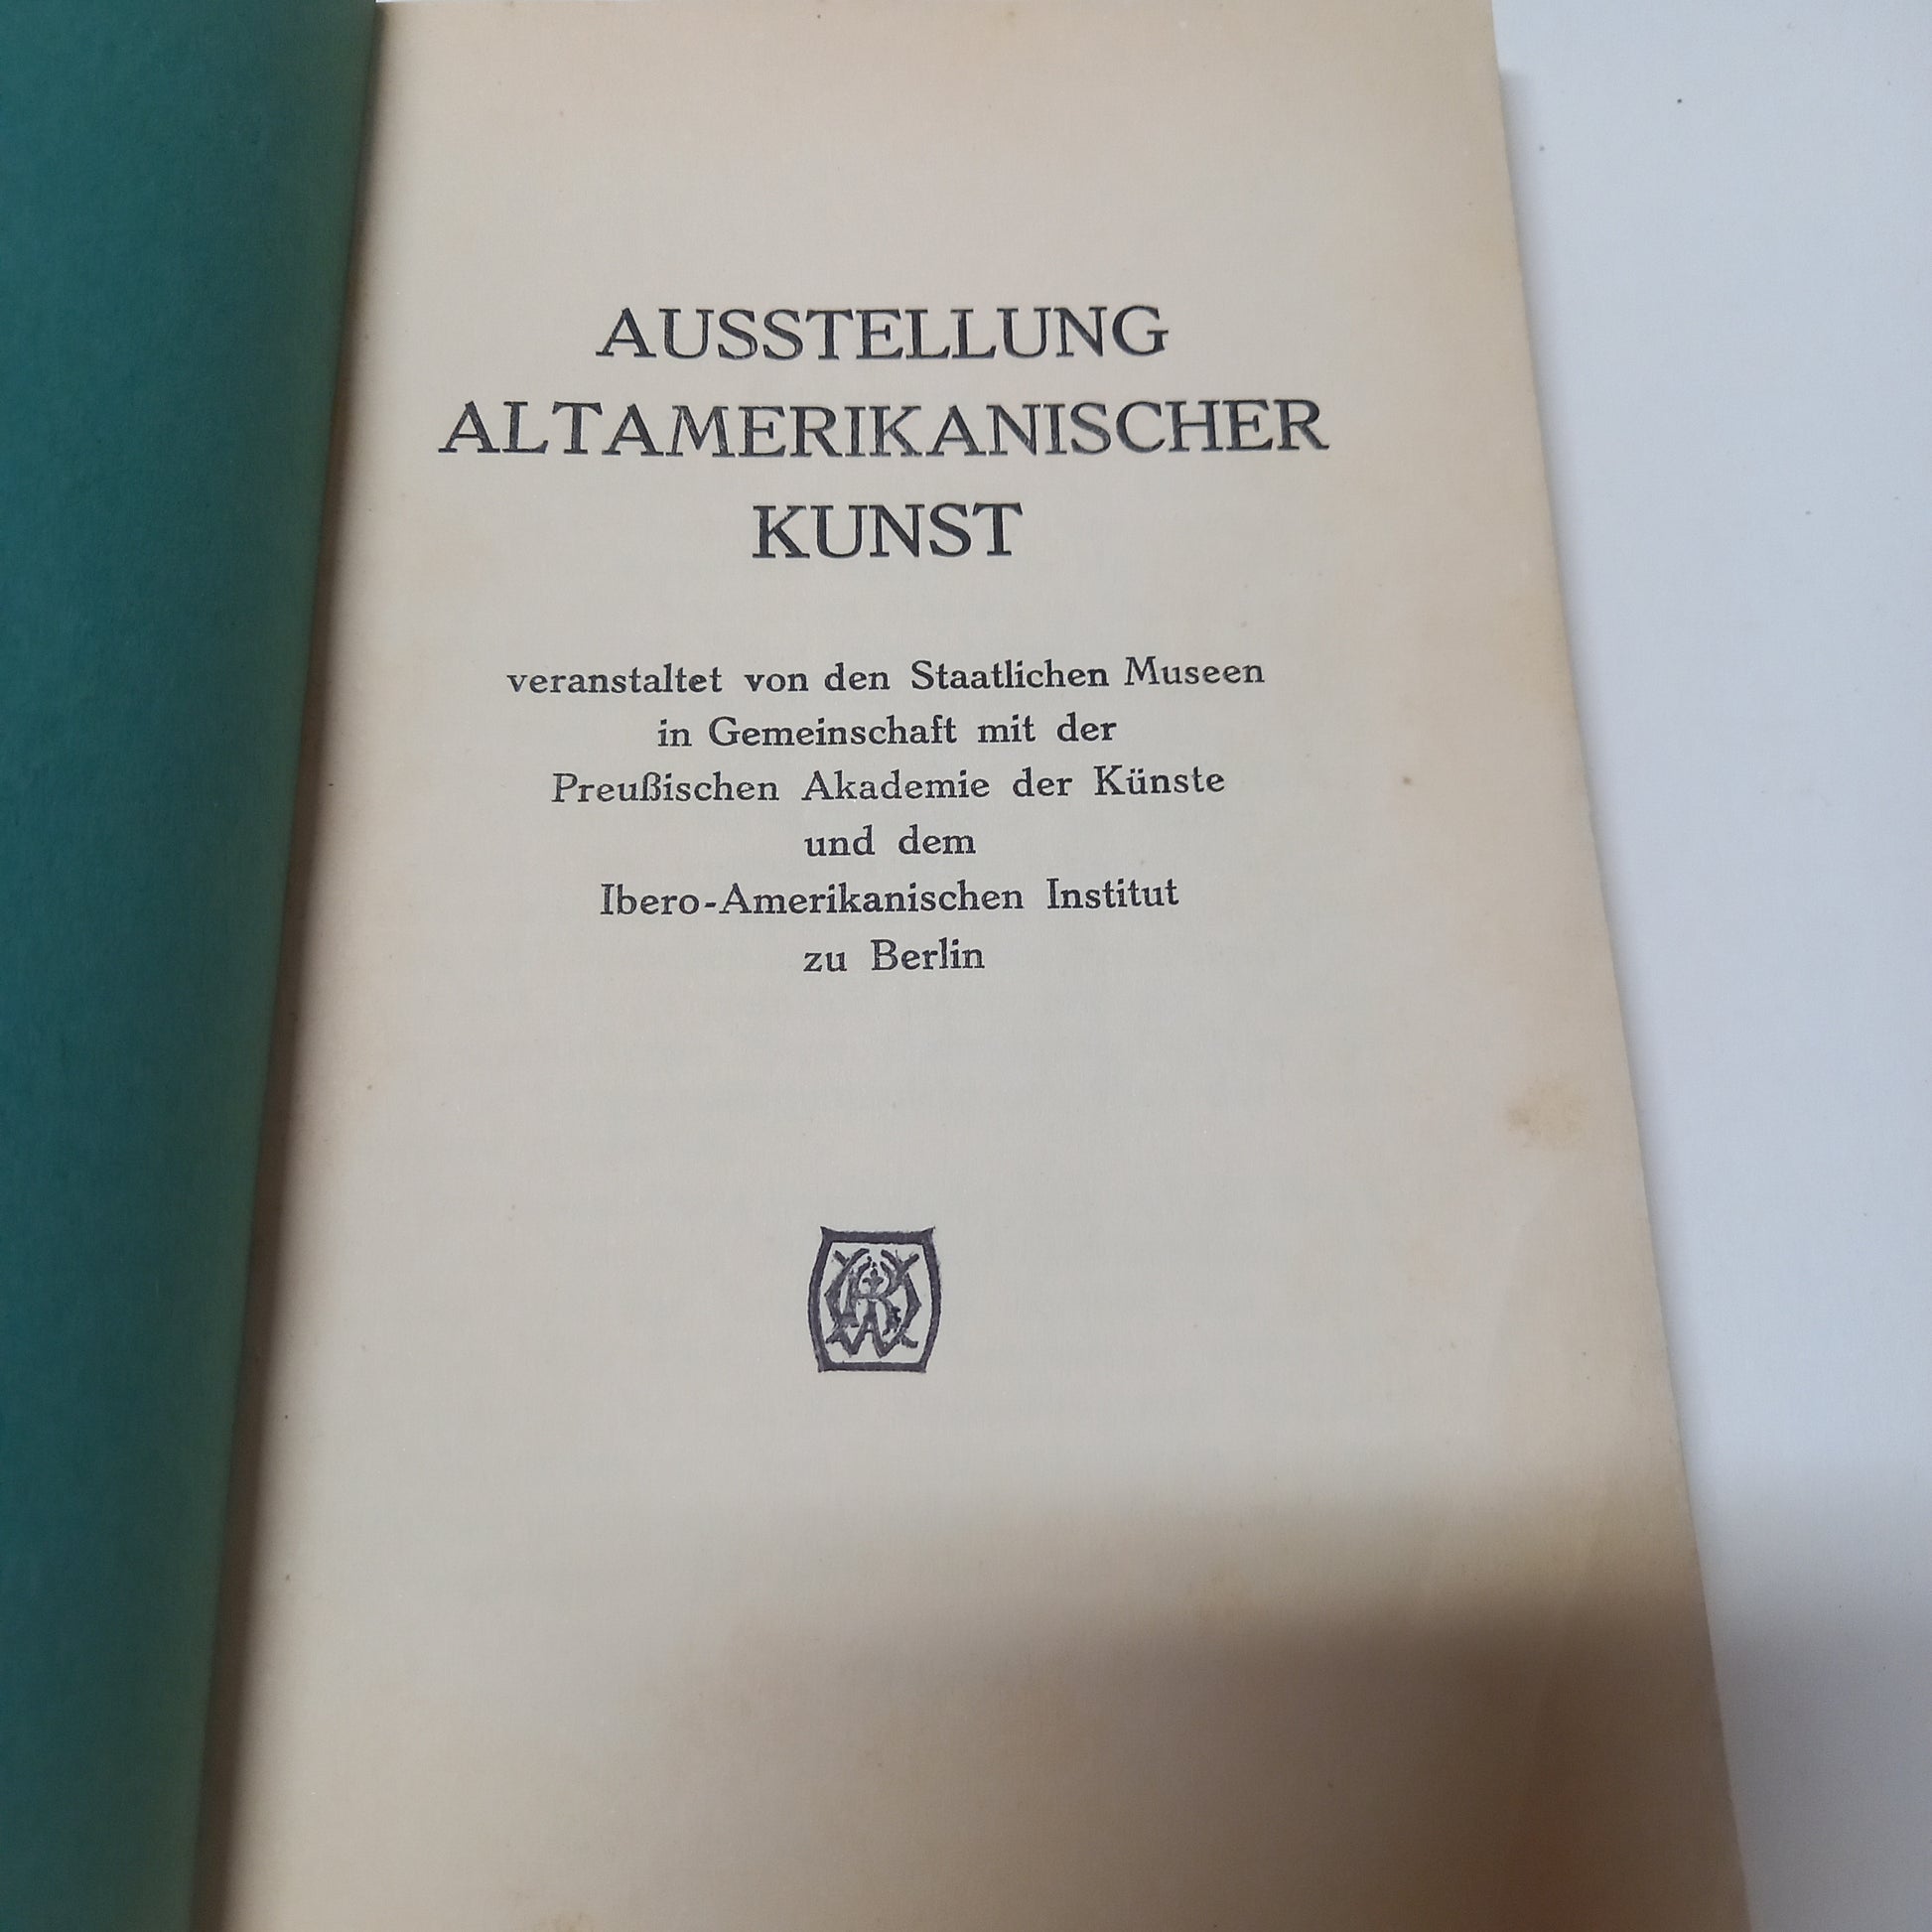 AUSSTELLUNG
ALTAMERIKANISCHER
KUNST
veranstaltet von den Staatlichen Museen
in Gemeinschaft mit der
Preußischen Akademie der Künste
und dem
Ibero-Amerikanischen Institut
zu Berlin